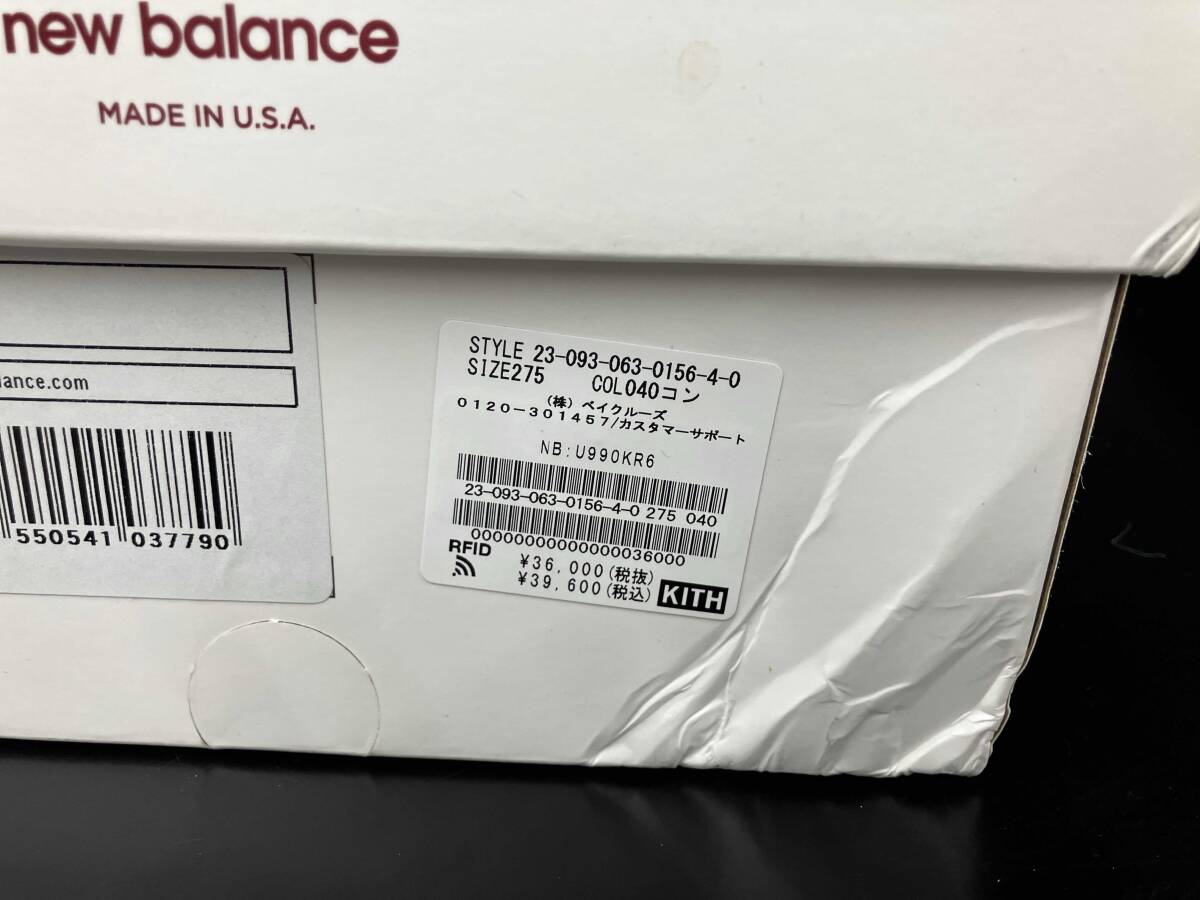 new balance
MADE IN U.S.A.
lance.com
550541 037790
STYLE 23-093-063-0156-4-0
SIZE275 COL040コン
(株) ベイクルーズ
0120-301457/カスタマーサポート
NB:U990KR6
23-093-063-0156-4-0 275 040
00000000000000036000
RFID
¥36,000(税抜)
¥39,600(税込)
KITH